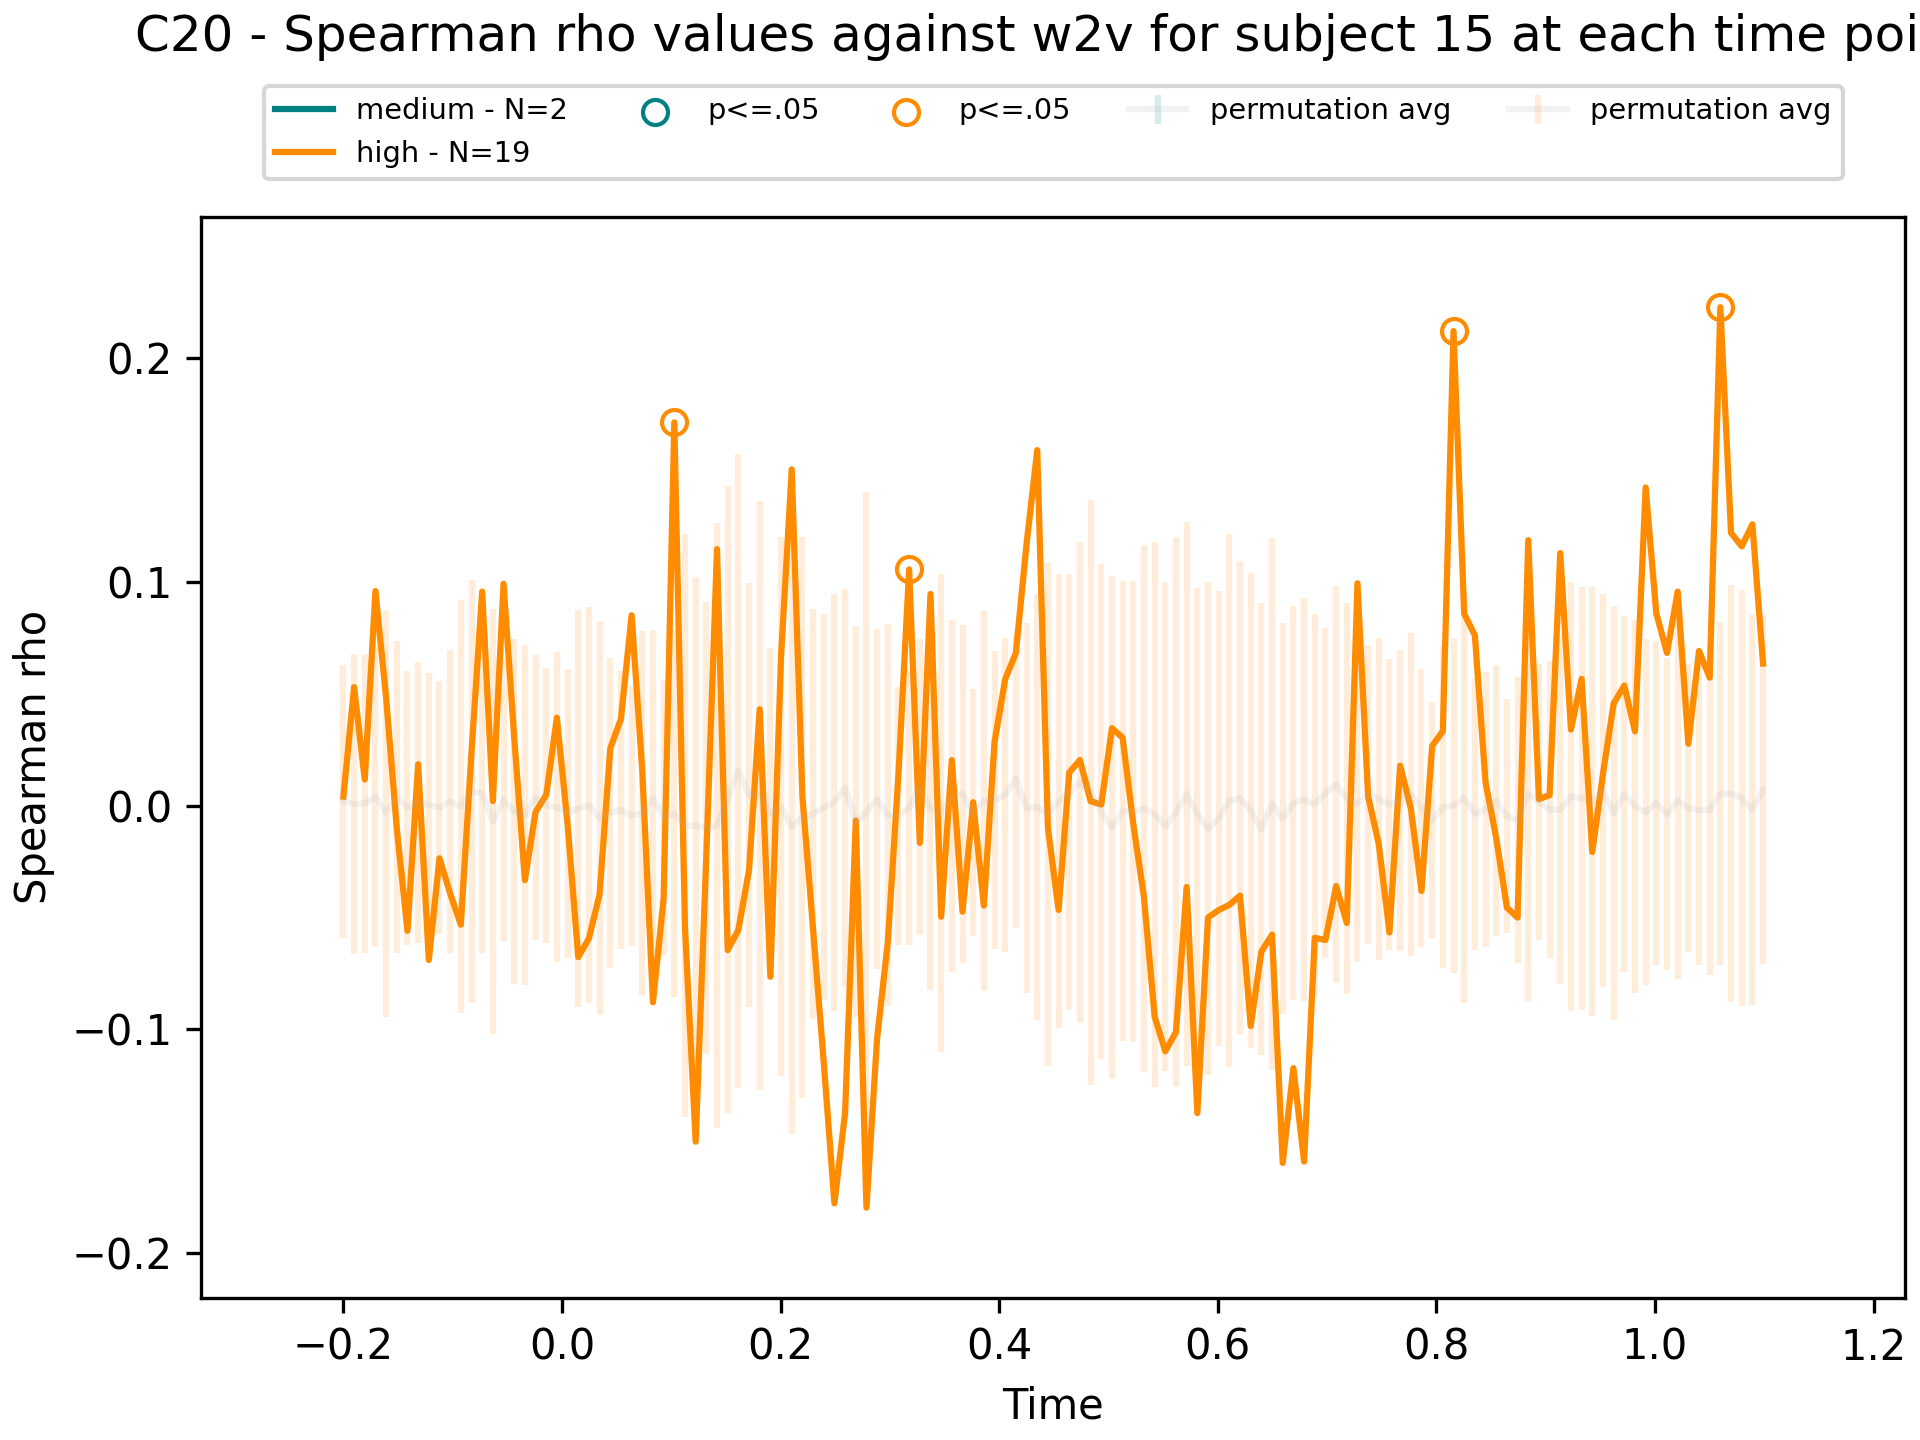 C20 - Spearman rho values against w2v for subject 15 at each time poi
medium - N=2
high - N=19
p<=.05
p<=.05
permutation avg
permutation avg
Spearman rho
0.2
0.1
0.0
−0.1
−0.2
−0.2
0.0
0.2
0.4
0.6
0.8
1.0
1.2
Time